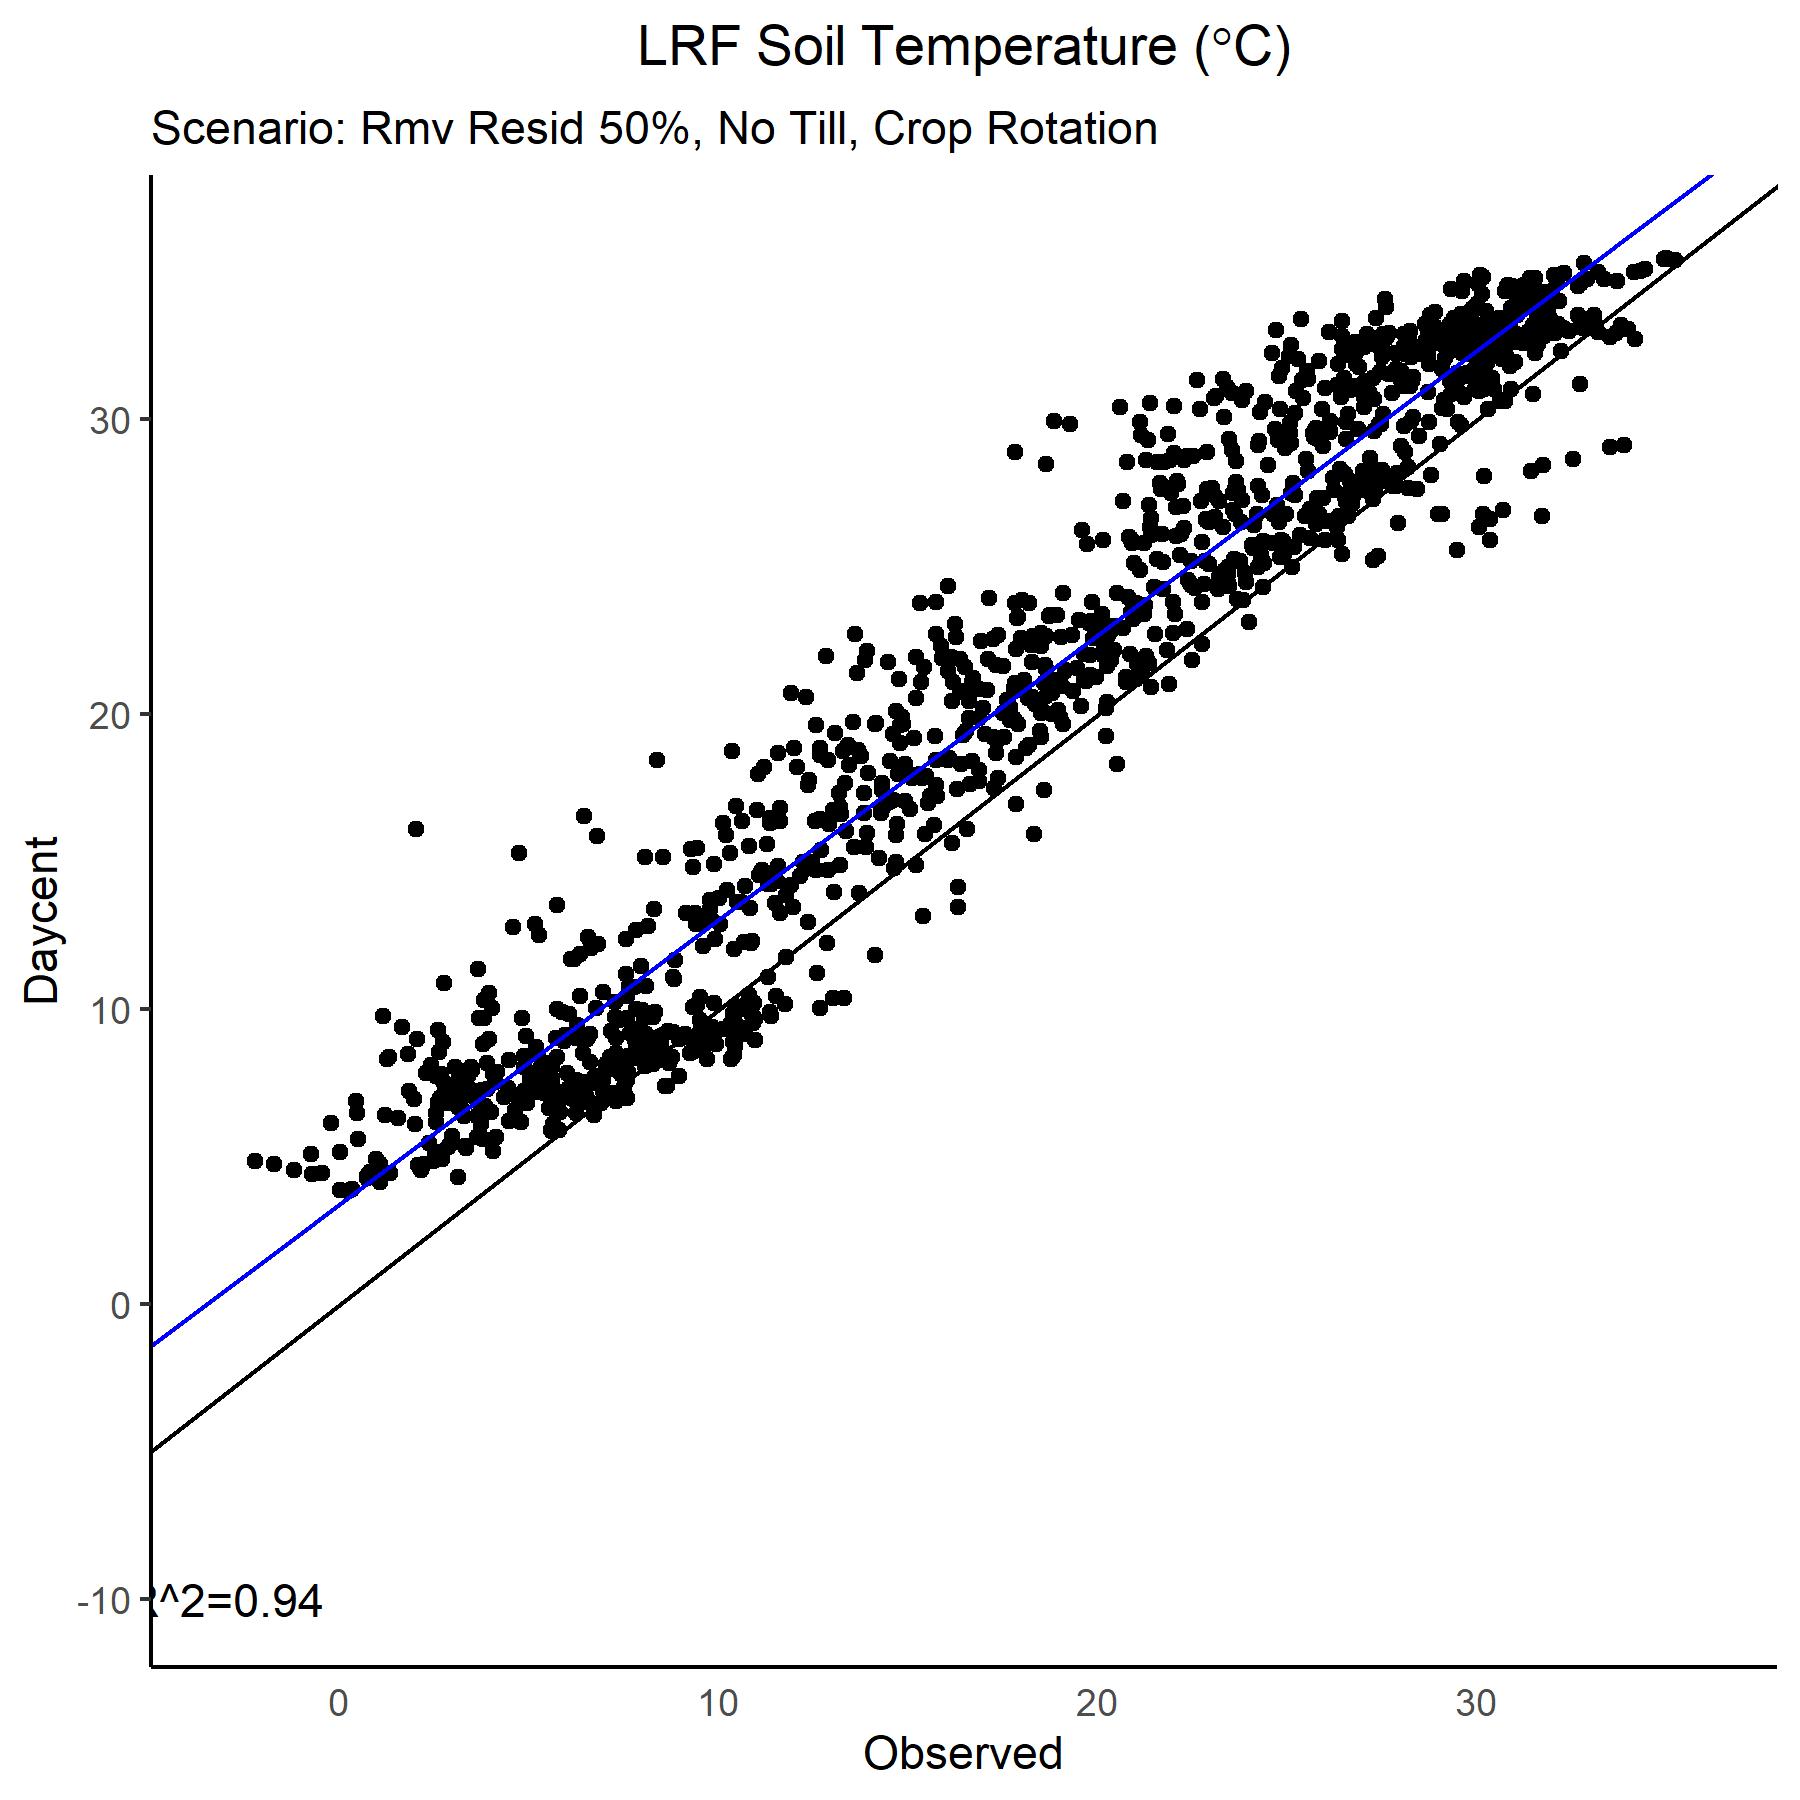 LRF Soil Temperature (°C)
Scenario: Rmv Resid 50%, No Till, Crop Rotation
Daycent
30
20
10
0
-10
^2=0.94
0 10 20 30
Observed